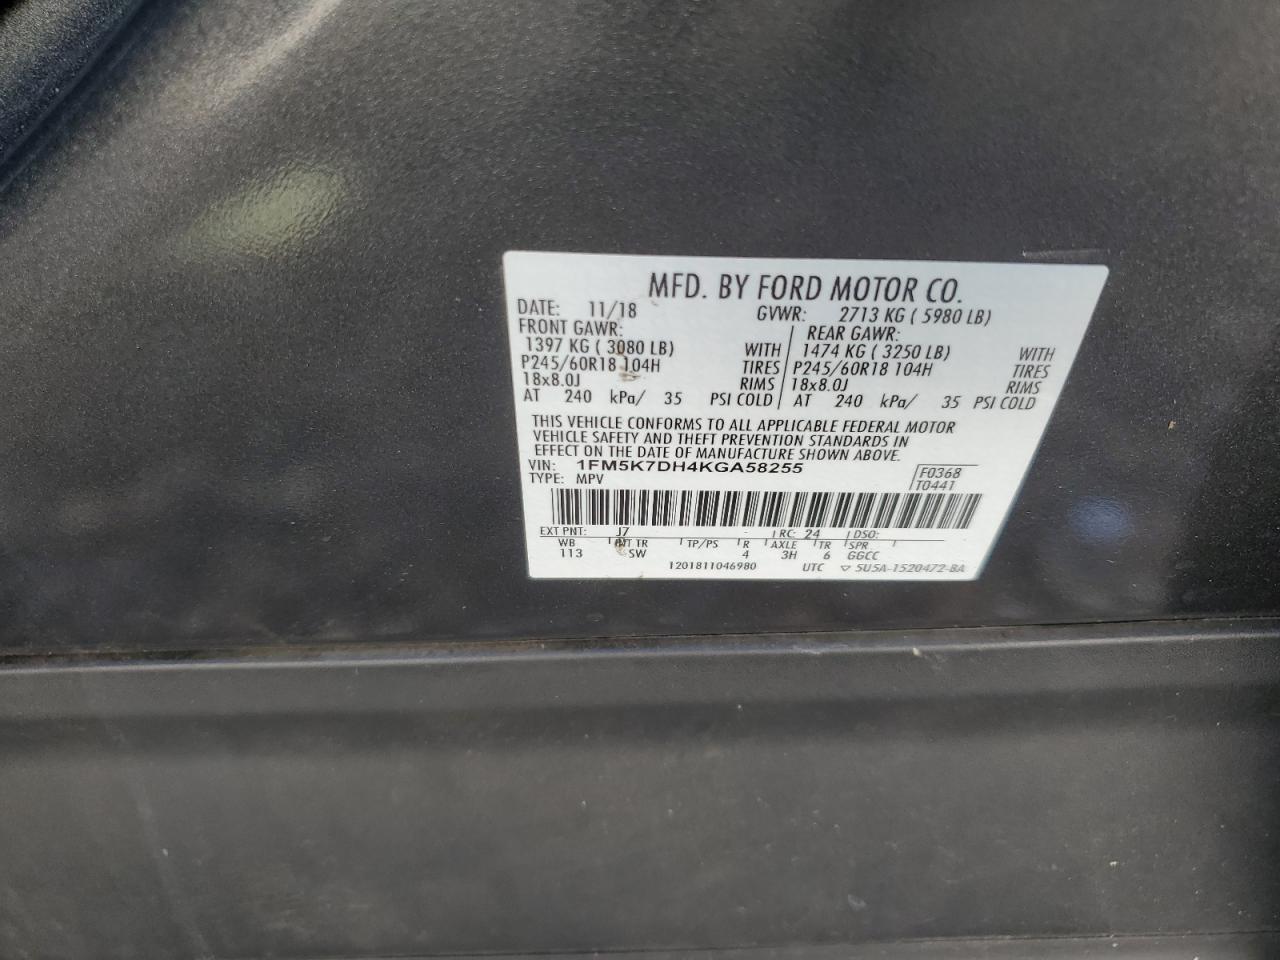 MFD. BY FORD MOTOR CO.
DATE: 11/18 GVWR: 2713 KG ( 5980 LB)
FRONT GAWR: REAR GAWR:
1397 KG ( 3080 LB) WITH 1474 KG ( 3250 LB) WITH
P245/60R18 104H TIRES P245/60R18 104H TIRES
18x8.0J RIMS 18x8.0J RIMS
AT 240 kPa/ 35 PSI COLD AT 240 kPa/ 35 PSI COLD
THIS VEHICLE CONFORMS TO ALL APPLICABLE FEDERAL MOTOR
VEHICLE SAFETY AND THEFT PREVENTION STANDARDS IN
EFFECT ON THE DATE OF MANUFACTURE SHOWN ABOVE.
VIN: 1FM5K7DH4KGA58255 F0368
TYPE: MPV T0441
EXT PNT: J7 RC: 24 DSO:
WB INT TR TP/PS R AXLE TR SPR
113 SW 4 3H 6 GGCC
1201811046980 UTC ▽ 5U5A-1520472-BA